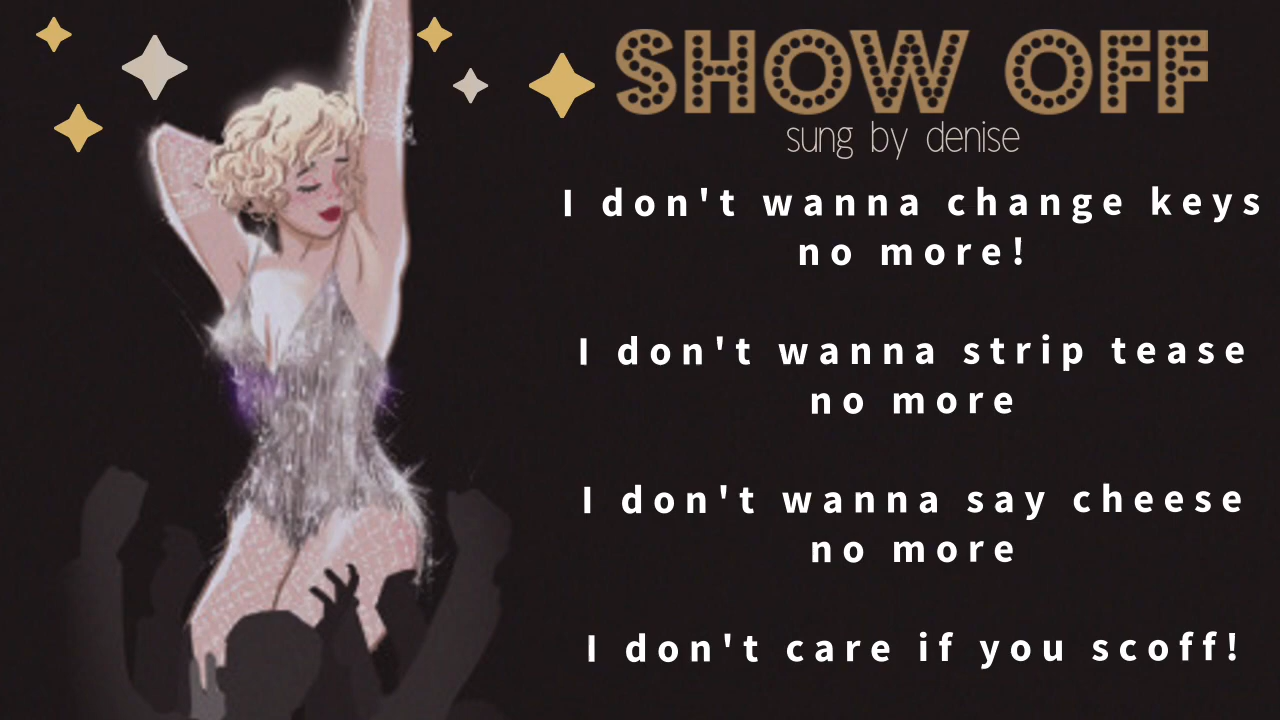 SHOW OFF
sung by denise
I don't wanna change keys
no more!
I don't wanna strip tease
no more
I don't wanna say cheese
no more
I don't care if you scoff!